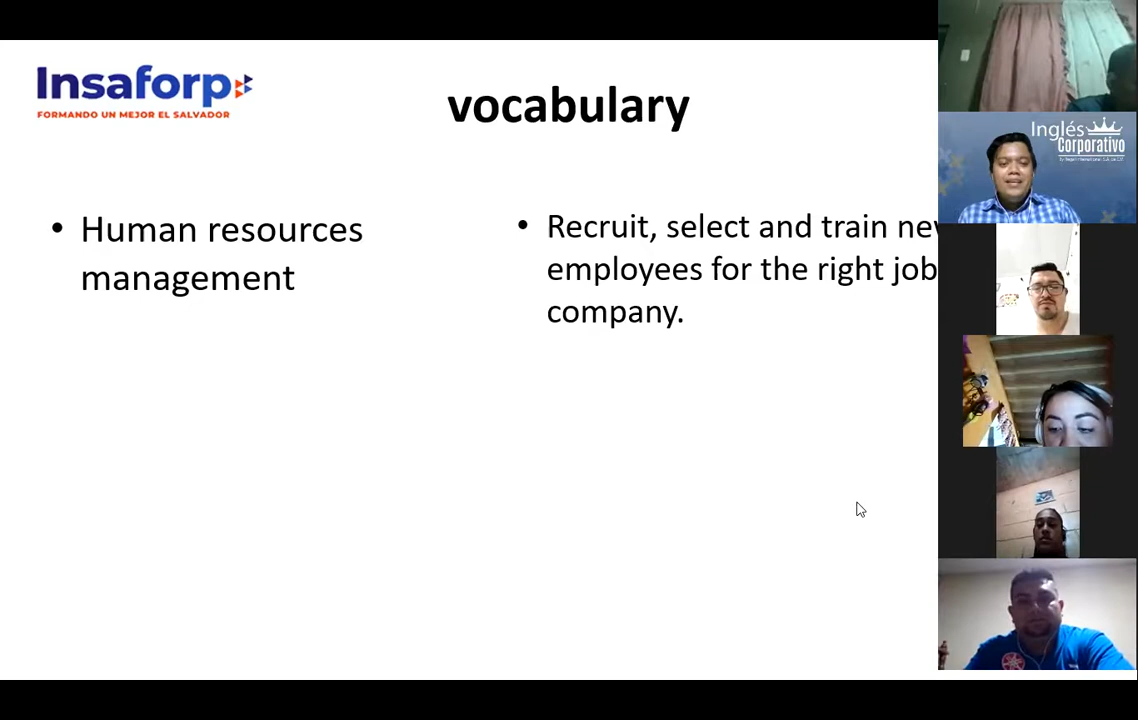 Insaforp
FORMANDO UN MEJOR EL SALVADOR
vocabulary
• Human resources
management
• Recruit, select and train
employees for the right job
company.
Inglés
Corporativo